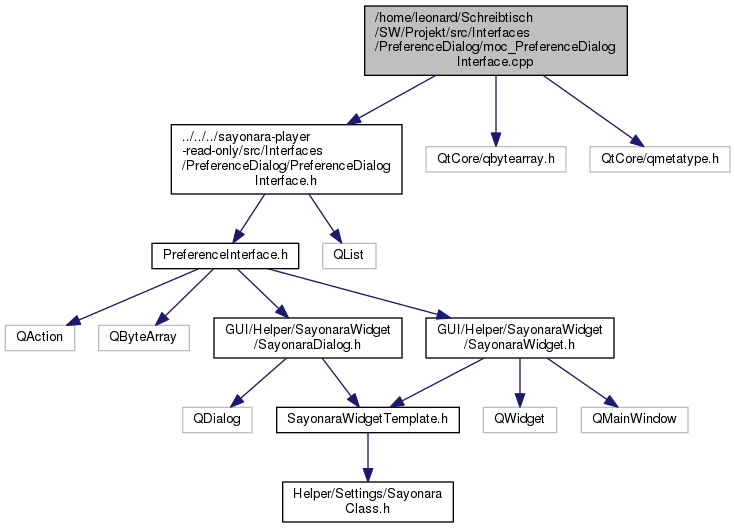 /home/leonard/Schreibtisch
/SW/Projekt/src/Interfaces
/PreferenceDialog/moc_PreferenceDialog
Interface.cpp
../../../sayonara-player
-read-only/src/Interfaces
/PreferenceDialog/PreferenceDialog
Interface.h
QtCore/qbytearray.h
QtCore/qmetatype.h
PreferenceInterface.h
QList
QAction
QByteArray
GUI/Helper/SayonaraWidget
/SayonaraDialog.h
GUI/Helper/SayonaraWidget
/SayonaraWidget.h
QDialog
SayonaraWidgetTemplate.h
QWidget
QMainWindow
Helper/Settings/Sayonara
Class.h